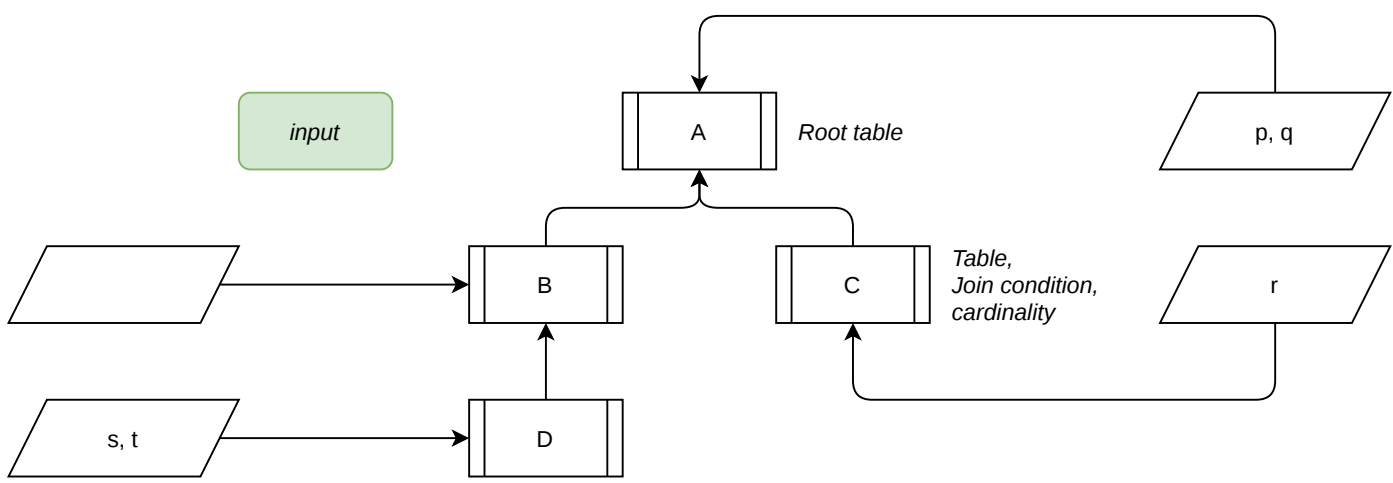 input
A
Root table
p, q
B
C
Table,
Join condition,
cardinality
r
s, t
D